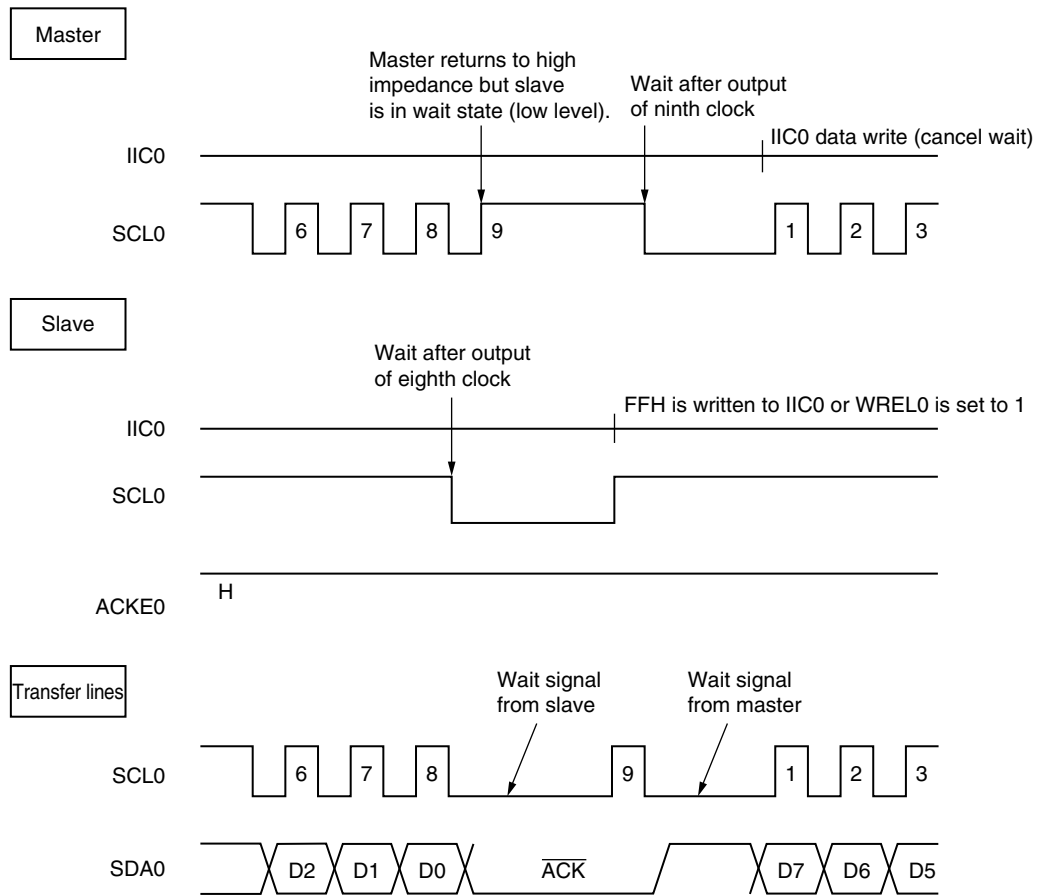 Master
Master returns to high
impedance but slave
is in wait state (low level).
Wait after output
of ninth clock
IIC0 data write (cancel wait)
IIC0
SCL0
6 7 8 9 1 2 3
Slave
Wait after output
of eighth clock
FFH is written to IIC0 or WREL0 is set to 1
IIC0
SCL0
H
ACKE0
Transfer lines
Wait signal
from slave
Wait signal
from master
SCL0
6 7 8 9 1 2 3
SDA0
D2 D1 D0 ACK D7 D6 D5